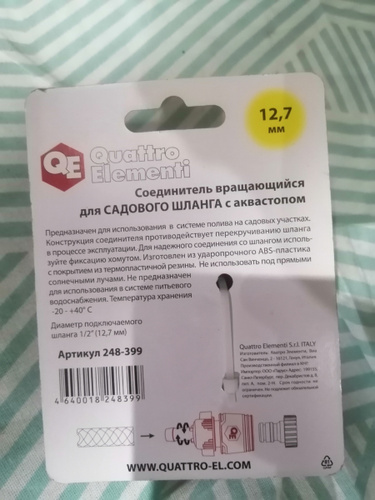 12,7
мм
QE
Quattro
Elementi
Соединитель вращающийся
для САДОВОГО ШЛАНГА с аквастопом
Предназначен для использования в системе полива на садовых участках.
Конструкция соединителя противодействует перекручиванию шланга
в процессе эксплуатации. Для надежного соединения со шлангом исполь-
зуйте фиксацию хомутом. Изготовлен из ударопрочного ABS-пластика
с покрытием из термопластичной резины. Не использовать под прямыми
солнечными лучами. Не предназначен
для использования в системе питьевого
водоснабжения. Температура хранения
-20 - +40° C
Диаметр подключаемого
шланга 1/2" (12,7 мм)
Артикул 248-399
4 640018 248399
Quattro Elementi S.r.l. ITALY
WWW.QUATTRO-EL.COM